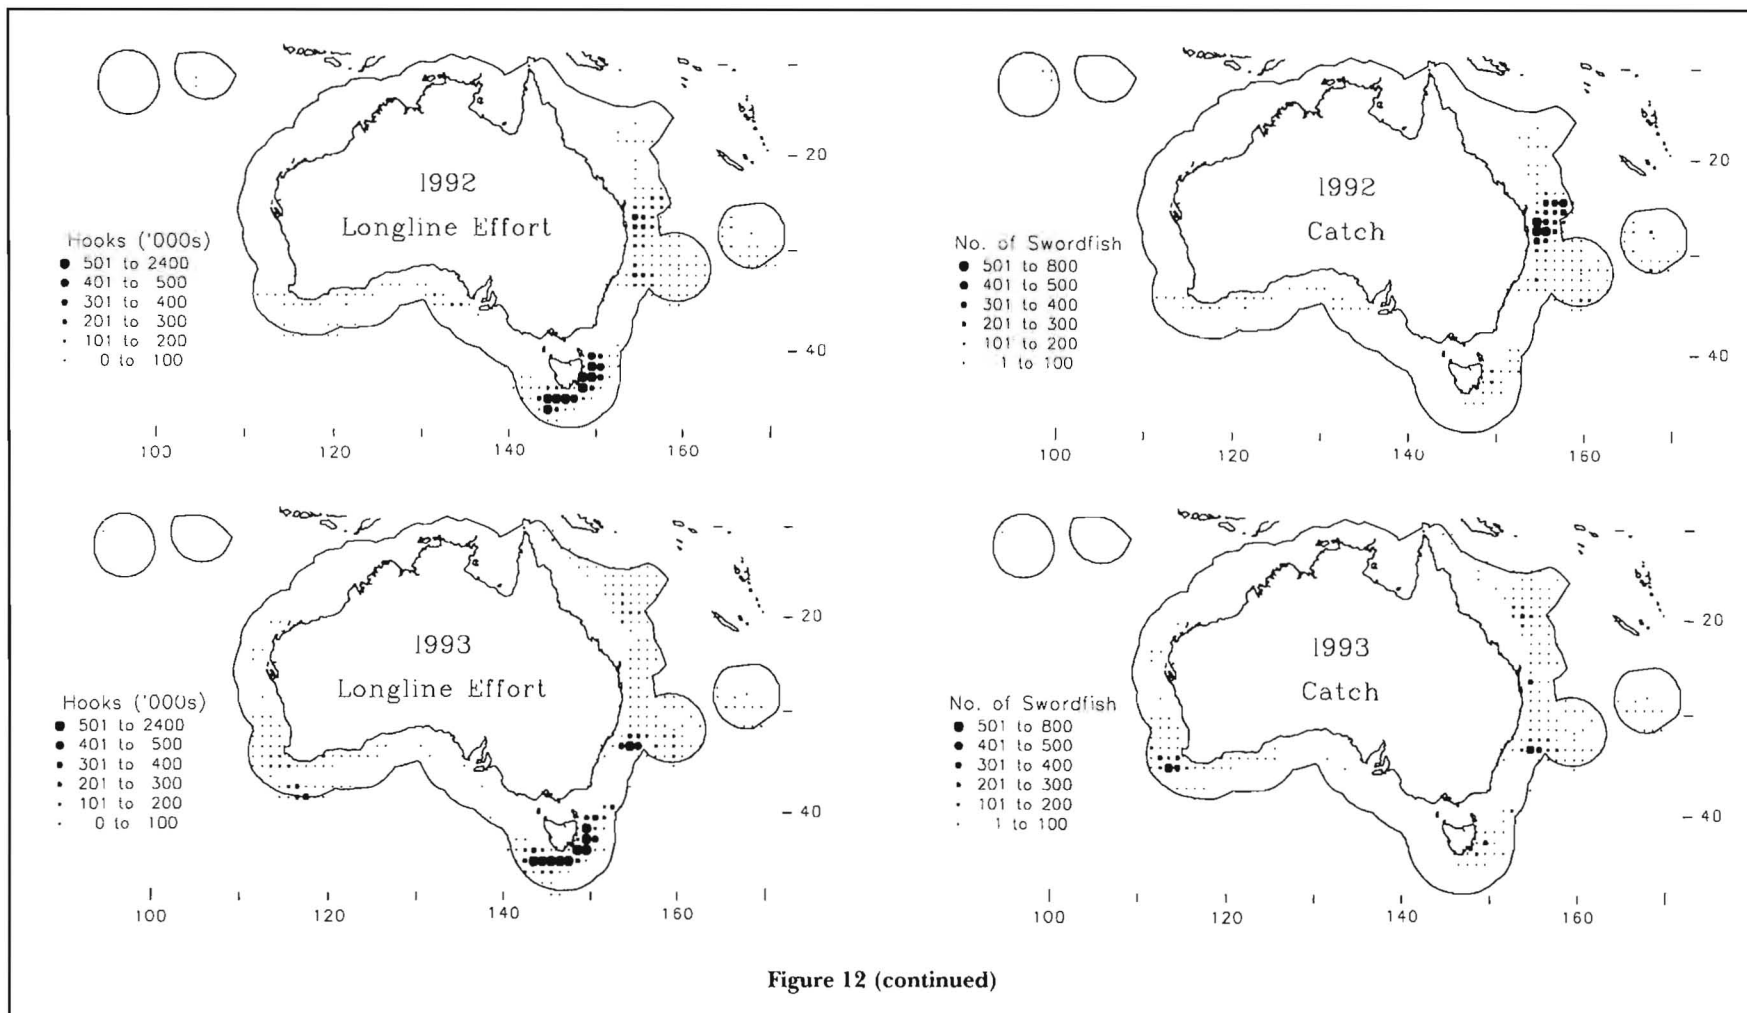 1992
Longline Effort
Hooks ('000s)
501 to 2400
401 to 500
301 to 400
201 to 300
101 to 200
0 to 100
20
40
100
120
140
160
1992
Catch
No. of Swordfish
501 to 800
401 to 500
301 to 400
201 to 300
101 to 200
1 to 100
20
40
100
120
140
160
1993
Longline Effort
Hooks ('000s)
501 to 2400
401 to 500
301 to 400
201 to 300
101 to 200
0 to 100
20
40
100
120
140
160
1993
Catch
No. of Swordfish
501 to 800
401 to 500
301 to 400
201 to 300
101 to 200
1 to 100
20
40
100
120
140
160
Figure 12 (continued)